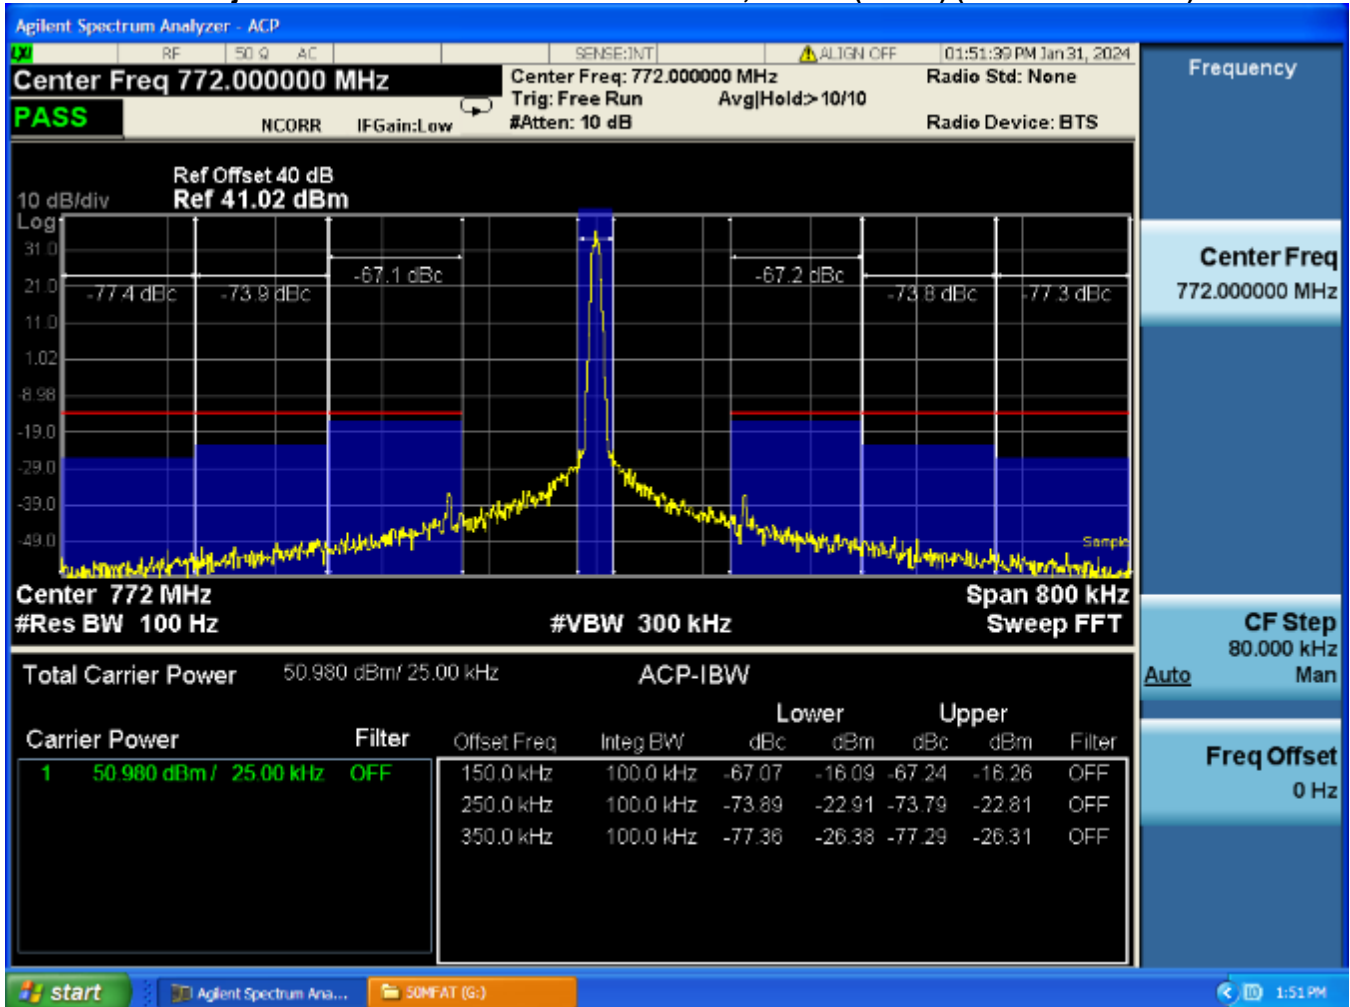 Agilent Spectrum Analyzer - ACP
LXI RF 50 Ω AC SENSE:INT ALIGN OFF 01:51:39 PM Jan 31, 2024
Center Freq 772.000000 MHz
Center Freq: 772.000000 MHz
Radio Std: None
Trig: Free Run Avg|Hold:>10/10
PASS
NCORR IFGain:Low #Atten: 10 dB
Radio Device: BTS
Frequency
Ref Offset 40 dB
10 dB/div Ref 41.02 dBm
Log
31.0
21.0
11.0
1.02
-8.98
-19.0
-29.0
-39.0
-49.0
-77.4 dBc -73.9 dBc -67.1 dBc -67.2 dBc -73.8 dBc -77.3 dBc
Sample
Center 772 MHz Span 800 kHz
#Res BW 100 Hz #VBW 300 kHz Sweep FFT
Center Freq
772.000000 MHz
CF Step
80.000 kHz
Auto Man
Freq Offset
0 Hz
Total Carrier Power 50.980 dBm/ 25.00 kHz ACP-IBW
Lower Upper
Carrier Power Filter Offset Freq Integ BW dBc dBm dBc dBm Filter
1 50.980 dBm / 25.00 kHz OFF 150.0 kHz 100.0 kHz -67.07 -16.09 -67.24 -16.26 OFF
250.0 kHz 100.0 kHz -73.89 -22.91 -73.79 -22.81 OFF
350.0 kHz 100.0 kHz -77.36 -26.38 -77.29 -26.31 OFF
start Agilent Spectrum Ana... 50MFAT (G:) 1:51 PM